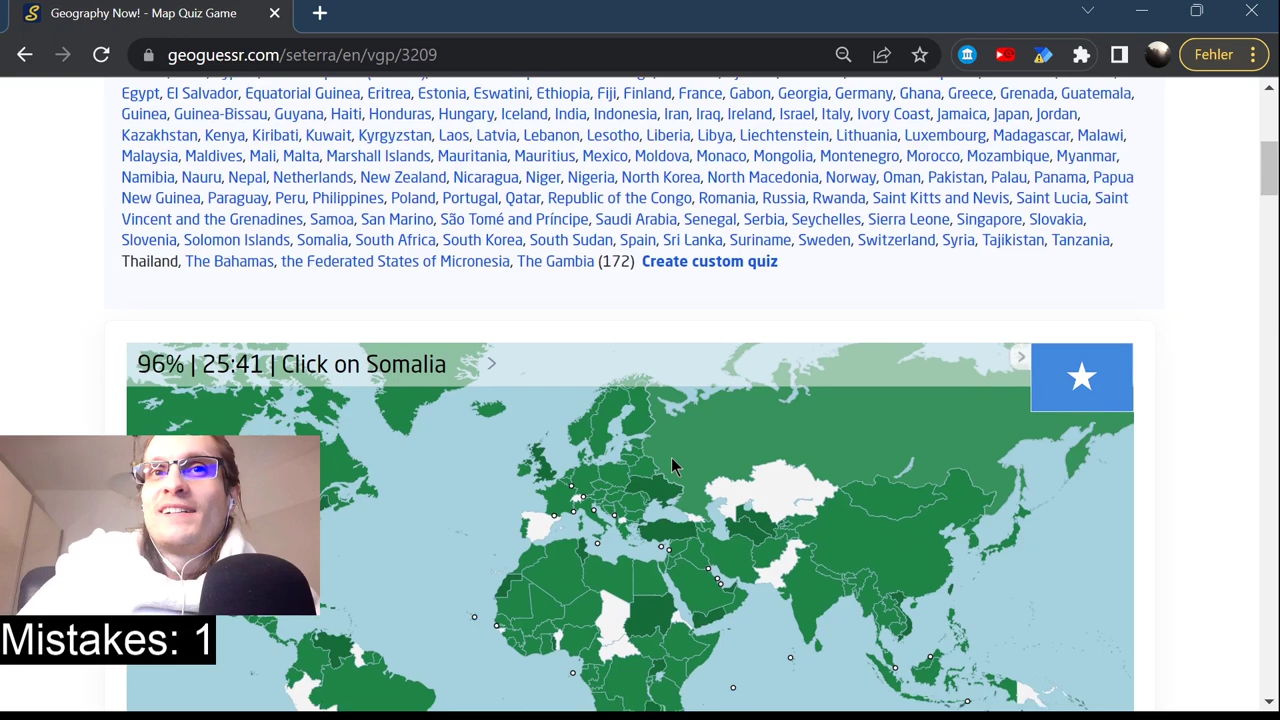 Geography Now! - Map Quiz Game
geoguessr.com/seterra/en/vgp/3209
Fehler
Egypt, El Salvador, Equatorial Guinea, Eritrea, Estonia, Eswatini, Ethiopia, Fiji, Finland, France, Gabon, Georgia, Germany, Ghana, Greece, Grenada, Guatemala,
Guinea, Guinea-Bissau, Guyana, Haiti, Honduras, Hungary, Iceland, India, Indonesia, Iran, Iraq, Ireland, Israel, Italy, Ivory Coast, Jamaica, Japan, Jordan,
Kazakhstan, Kenya, Kiribati, Kuwait, Kyrgyzstan, Laos, Latvia, Lebanon, Lesotho, Liberia, Libya, Liechtenstein, Lithuania, Luxembourg, Madagascar, Malawi,
Malaysia, Maldives, Mali, Malta, Marshall Islands, Mauritania, Mauritius, Mexico, Moldova, Monaco, Mongolia, Montenegro, Morocco, Mozambique, Myanmar,
Namibia, Nauru, Nepal, Netherlands, New Zealand, Nicaragua, Niger, Nigeria, North Korea, North Macedonia, Norway, Oman, Pakistan, Palau, Panama, Papua
New Guinea, Paraguay, Peru, Philippines, Poland, Portugal, Qatar, Republic of the Congo, Romania, Russia, Rwanda, Saint Kitts and Nevis, Saint Lucia, Saint
Vincent and the Grenadines, Samoa, San Marino, São Tomé and Príncipe, Saudi Arabia, Senegal, Serbia, Seychelles, Sierra Leone, Singapore, Slovakia,
Slovenia, Solomon Islands, Somalia, South Africa, South Korea, South Sudan, Spain, Sri Lanka, Suriname, Sweden, Switzerland, Syria, Tajikistan, Tanzania,
Thailand, The Bahamas, the Federated States of Micronesia, The Gambia (172) Create custom quiz
96% | 25:41 | Click on Somalia
Mistakes: 1